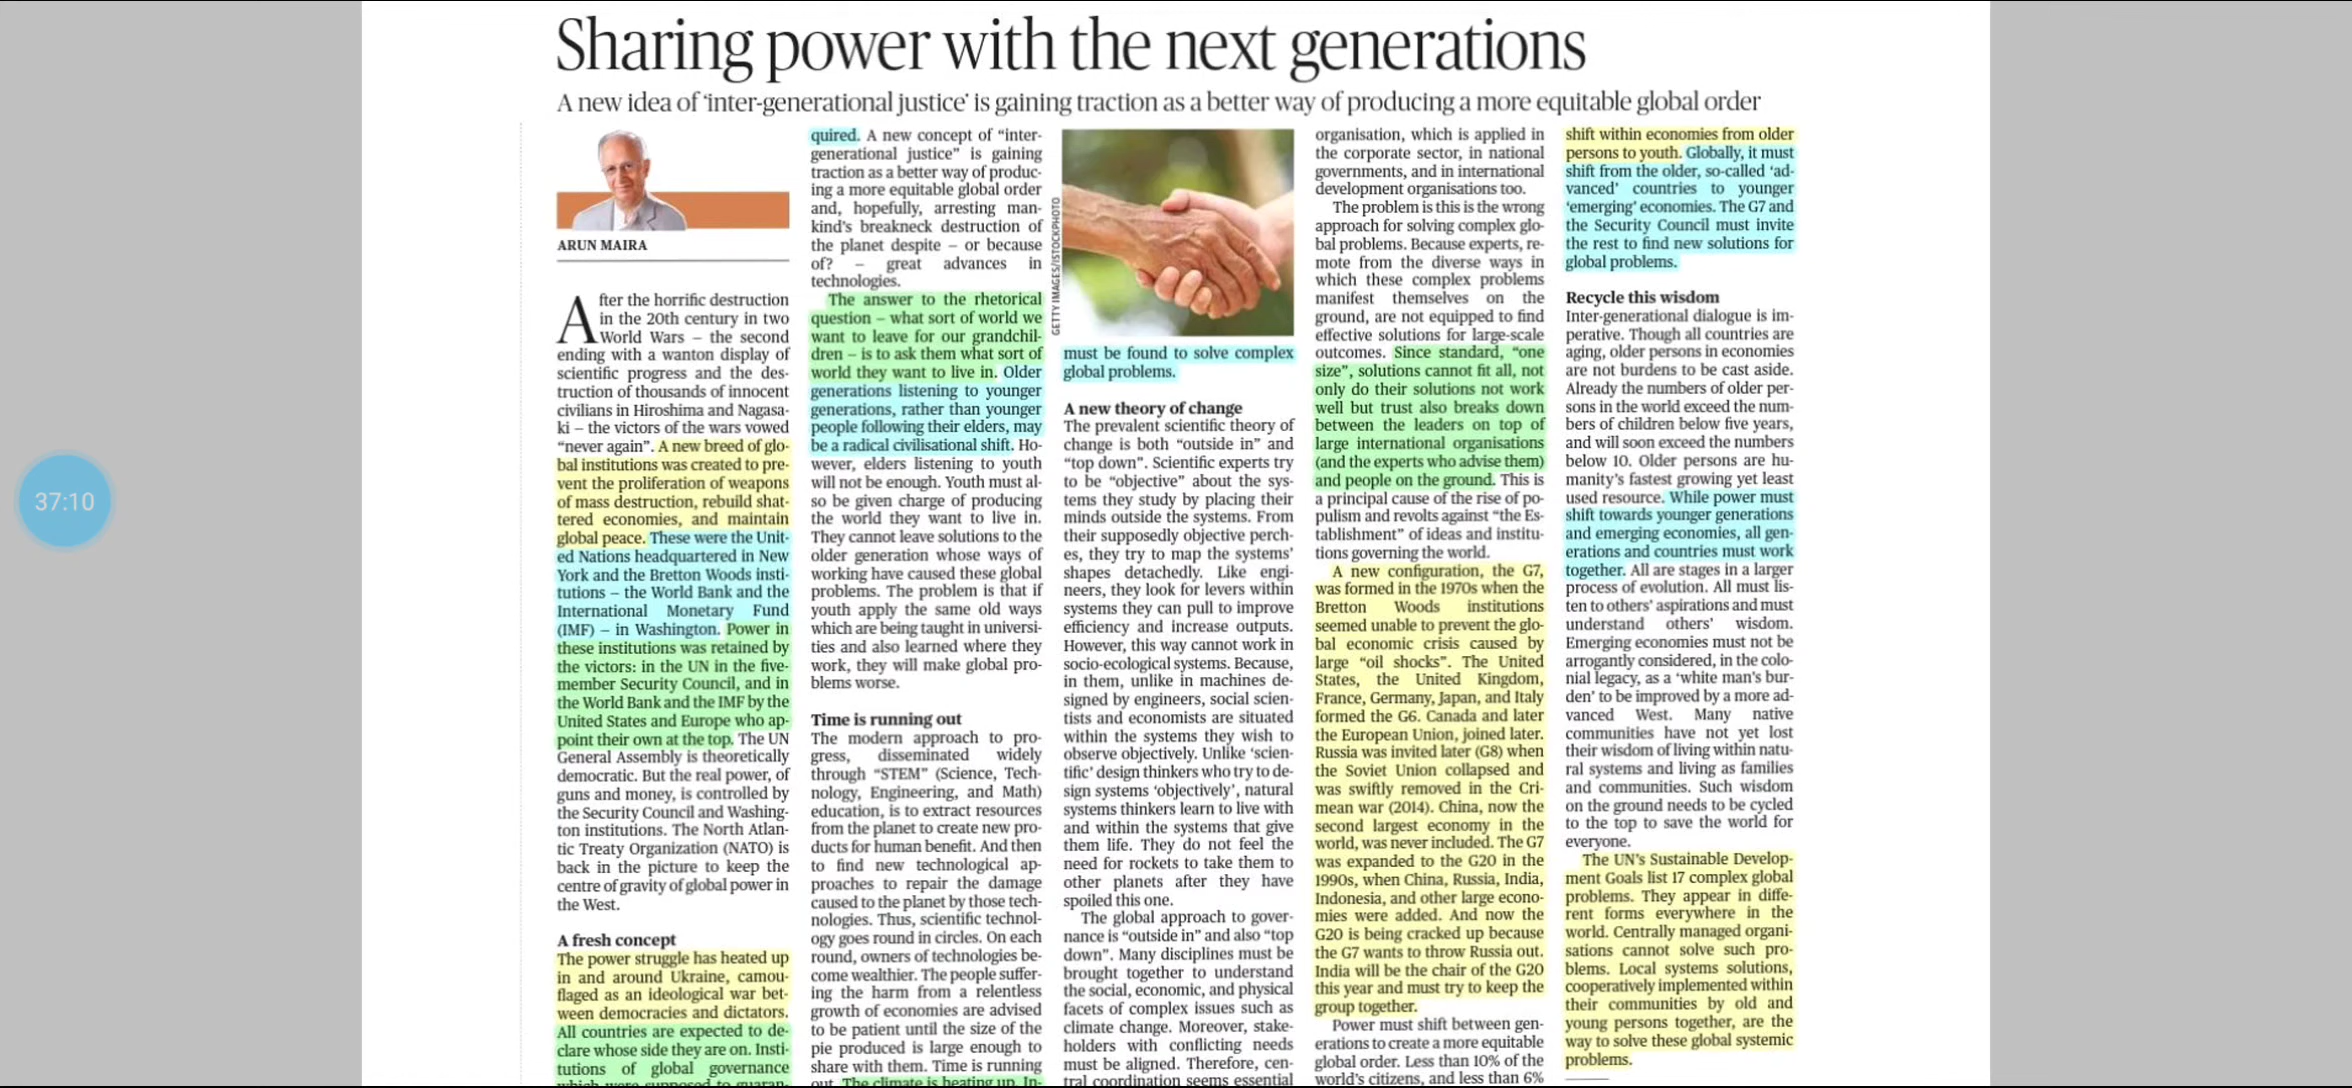 Sharing power with the next generations
A new idea of ‘inter-generational justice’ is gaining traction as a better way of producing a more equitable global order
ARUN MAIRA
After the horrific destruction
in the 20th century in two
World Wars – the second
ending with a wanton display of
scientific progress and the des-
truction of thousands of innocent
civilians in Hiroshima and Nagasa-
ki – the victors of the wars vowed
“never again”. A new breed of glo-
bal institutions was created to pre-
vent the proliferation of weapons
of mass destruction, rebuild shat-
tered economies, and maintain
global peace. These were the Unit-
ed Nations headquartered in New
York and the Bretton Woods insti-
tutions – the World Bank and the
International Monetary Fund
(IMF) – in Washington. Power in
these institutions was retained by
the victors: in the UN in the five-
member Security Council, and in
the World Bank and the IMF by the
United States and Europe who ap-
point their own at the top. The UN
General Assembly is theoretically
democratic. But the real power, of
guns and money, is controlled by
the Security Council and Washing-
ton institutions. The North Atlan-
tic Treaty Organization (NATO) is
back in the picture to keep the
centre of gravity of global power in
the West.
A fresh concept
The power struggle has heated up
in and around Ukraine, camou-
flaged as an ideological war bet-
ween democracies and dictators.
All countries are expected to de-
clare whose side they are on. Insti-
tutions of global governance
which were supposed to guaran-
quired. A new concept of “inter-
generational justice” is gaining
traction as a better way of produc-
ing a more equitable global order
and, hopefully, arresting man-
kind’s breakneck destruction of
the planet despite – or because
of? – great advances in
technologies.
The answer to the rhetorical
question – what sort of world we
want to leave for our grandchil-
dren – is to ask them what sort of
world they want to live in. Older
generations listening to younger
generations, rather than younger
people following their elders, may
be a radical civilisational shift. Ho-
wever, elders listening to youth
will not be enough. Youth must al-
so be given charge of producing
the world they want to live in.
They cannot leave solutions to the
older generation whose ways of
working have caused these global
problems. The problem is that if
youth apply the same old ways
which are being taught in universi-
ties and also learned where they
work, they will make global pro-
blems worse.
Time is running out
The modern approach to pro-
gress, disseminated widely
through “STEM” (Science, Tech-
nology, Engineering, and Math)
education, is to extract resources
from the planet to create new pro-
ducts for human benefit. And then
to find new technological ap-
proaches to repair the damage
caused to the planet by those tech-
nologies. Thus, scientific technol-
ogy goes round in circles. On each
round, owners of technologies be-
come wealthier. The people suffer-
ing the harm from a relentless
growth of economies are advised
to be patient until the size of the
pie produced is large enough to
share with them. Time is running
out. The climate is heating up. In-
GETTY IMAGES/ISTOCKPHOTO
must be found to solve complex
global problems.
A new theory of change
The prevalent scientific theory of
change is both “outside in” and
“top down”. Scientific experts try
to be “objective” about the sys-
tems they study by placing their
minds outside the systems. From
their supposedly objective perch-
es, they try to map the systems’
shapes detachedly. Like engi-
neers, they look for levers within
systems they can pull to improve
efficiency and increase outputs.
However, this way cannot work in
socio-ecological systems. Because,
in them, unlike in machines de-
signed by engineers, social scien-
tists and economists are situated
within the systems they wish to
observe objectively. Unlike ‘scien-
tific’ design thinkers who try to de-
sign systems ‘objectively’, natural
systems thinkers learn to live with
and within the systems that give
them life. They do not feel the
need for rockets to take them to
other planets after they have
spoiled this one.
The global approach to gover-
nance is “outside in” and also “top
down”. Many disciplines must be
brought together to understand
the social, economic, and physical
facets of complex issues such as
climate change. Moreover, stake-
holders with conflicting needs
must be aligned. Therefore, cen-
tral coordination seems essential
organisation, which is applied in
the corporate sector, in national
governments, and in international
development organisations too.
The problem is this is the wrong
approach for solving complex glo-
bal problems. Because experts, re-
mote from the diverse ways in
which these complex problems
manifest themselves on the
ground, are not equipped to find
effective solutions for large-scale
outcomes. Since standard, “one
size”, solutions cannot fit all, not
only do their solutions not work
well but trust also breaks down
between the leaders on top of
large international organisations
(and the experts who advise them)
and people on the ground. This is
a principal cause of the rise of po-
pulism and revolts against “the Es-
tablishment” of ideas and institu-
tions governing the world.
A new configuration, the G7,
was formed in the 1970s when the
Bretton Woods institutions
seemed unable to prevent the glo-
bal economic crisis caused by
large “oil shocks”. The United
States, the United Kingdom,
France, Germany, Japan, and Italy
formed the G6. Canada and later
the European Union, joined later.
Russia was invited later (G8) when
the Soviet Union collapsed and
was swiftly removed in the Cri-
mean war (2014). China, now the
second largest economy in the
world, was never included. The G7
was expanded to the G20 in the
1990s, when China, Russia, India,
Indonesia, and other large econo-
mies were added. And now the
G20 is being cracked up because
the G7 wants to throw Russia out.
India will be the chair of the G20
this year and must try to keep the
group together.
Power must shift between gen-
erations to create a more equitable
global order. Less than 10% of the
world’s citizens, and less than 6%
shift within economies from older
persons to youth. Globally, it must
shift from the older, so-called ‘ad-
vanced’ countries to younger
‘emerging’ economies. The G7 and
the Security Council must invite
the rest to find new solutions for
global problems.
Recycle this wisdom
Inter-generational dialogue is im-
perative. Though all countries are
aging, older persons in economies
are not burdens to be cast aside.
Already the numbers of older per-
sons in the world exceed the num-
bers of children below five years,
and will soon exceed the numbers
below 10. Older persons are hu-
manity’s fastest growing yet least
used resource. While power must
shift towards younger generations
and emerging economies, all gen-
erations and countries must work
together. All are stages in a larger
process of evolution. All must lis-
ten to others’ aspirations and must
understand others’ wisdom.
Emerging economies must not be
arrogantly considered, in the colo-
nial legacy, as a ‘white man’s bur-
den’ to be improved by a more ad-
vanced West. Many native
communities have not yet lost
their wisdom of living within natu-
ral systems and living as families
and communities. Such wisdom
on the ground needs to be cycled
to the top to save the world for
everyone.
The UN’s Sustainable Develop-
ment Goals list 17 complex global
problems. They appear in diffe-
rent forms everywhere in the
world. Centrally managed organi-
sations cannot solve such pro-
blems. Local systems solutions,
cooperatively implemented within
their communities by old and
young persons together, are the
way to solve these global systemic
problems.
37:10